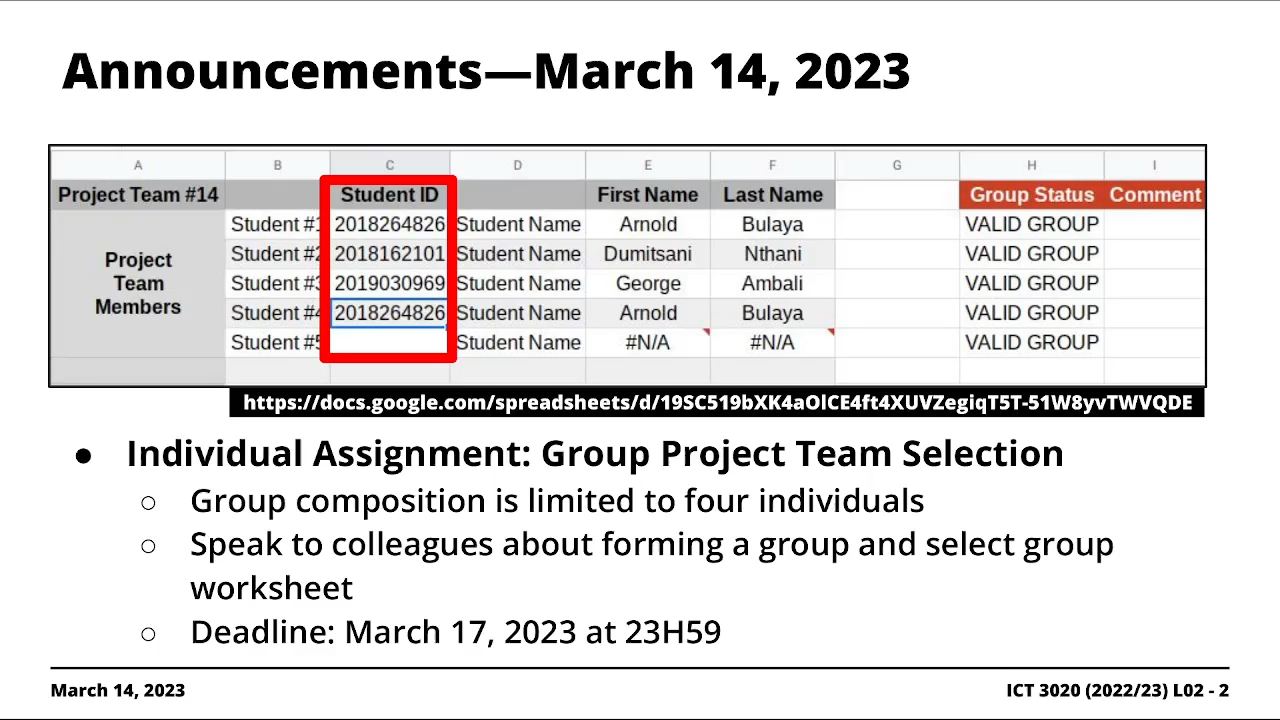 Announcements—March 14, 2023
A B C D E F G H I
Project Team #14 Student ID First Name Last Name Group Status Comment
Student #1 2018264826 Student Name Arnold Bulaya VALID GROUP
Project Team Members
Student #2 2018162101 Student Name Dumitsani Nthani VALID GROUP
Student #3 2019030969 Student Name George Ambali VALID GROUP
Student #4 2018264826 Student Name Arnold Bulaya VALID GROUP
Student #5 Student Name #N/A #N/A VALID GROUP
https://docs.google.com/spreadsheets/d/19SC519bXK4aOlCE4ft4XUVZegiqT5T-51W8yvTWVQDE
● Individual Assignment: Group Project Team Selection
○ Group composition is limited to four individuals
○ Speak to colleagues about forming a group and select group
worksheet
○ Deadline: March 17, 2023 at 23H59
March 14, 2023 ICT 3020 (2022/23) L02 - 2